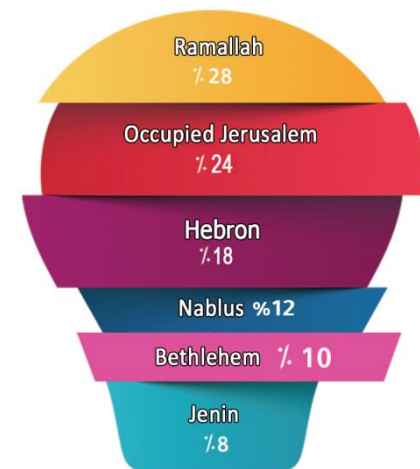 Ramallah
٪28
Occupied Jerusalem
٪24
Hebron
٪18
Nablus %12
Bethlehem ٪ 10
Jenin
٪8